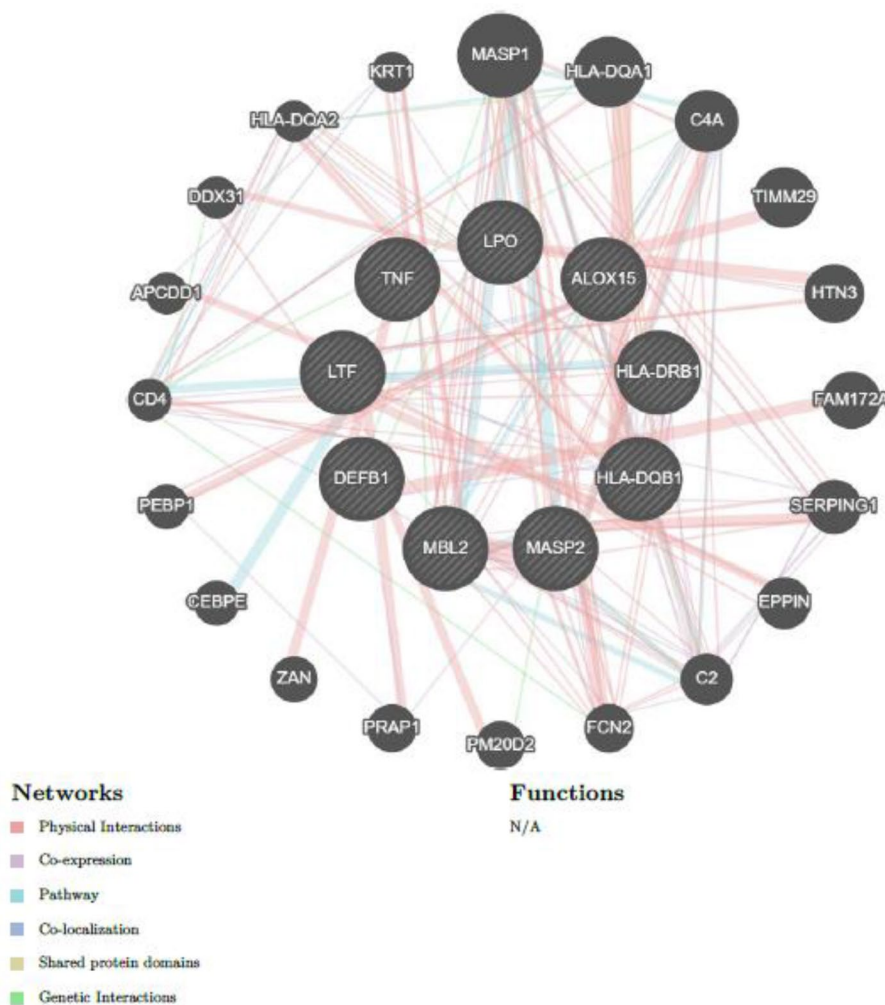 MASP1
KRT1
HLA-DQA1
HLA-DQA2
C4A
DDX31
TIMM29
LPO
TNF
ALOX15
APCDD1
HTN3
LTF
HLA-DRB1
CD4
FAM172A
DEFB1
HLA-DQB1
PEBP1
SERPING1
MBL2
MASP2
CEBPE
EPPIN
ZAN
C2
PRAP1
FCN2
PM20D2
Networks
Functions
Physical Interactions
N/A
Co-expression
Pathway
Co-localization
Shared protein domains
Genetic Interactions